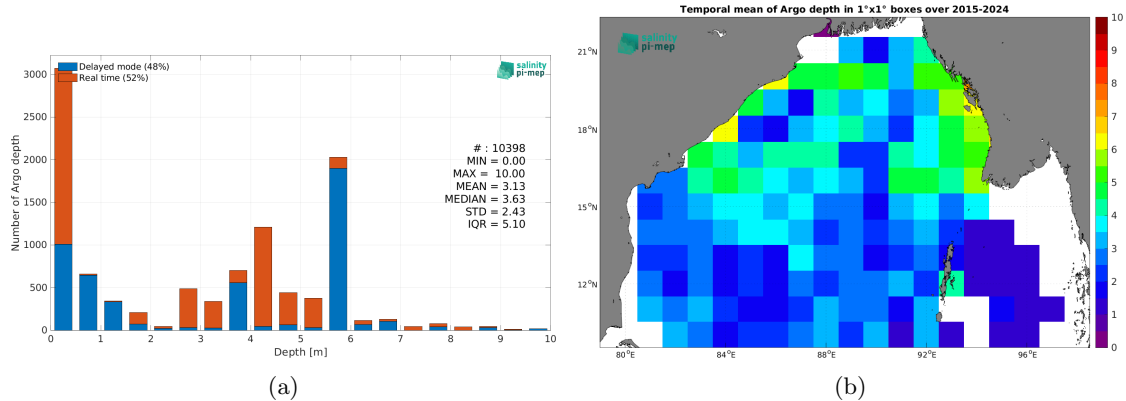 Delayed mode (48%)
Real time (52%)
salinity
pi-mep
# : 10398
MIN = 0.00
MAX = 10.00
MEAN = 3.13
MEDIAN = 3.63
STD = 2.43
IQR = 5.10
Number of Argo depth
3000
2500
2000
1500
1000
500
0
0 1 2 3 4 5 6 7 8 9 10
Depth [m]
(a)
Temporal mean of Argo depth in 1°x1° boxes over 2015-2024
salinity
pi-mep
21°N
18°N
15°N
12°N
80°E 84°E 88°E 92°E 96°E
10
9
8
7
6
5
4
3
2
1
0
(b)